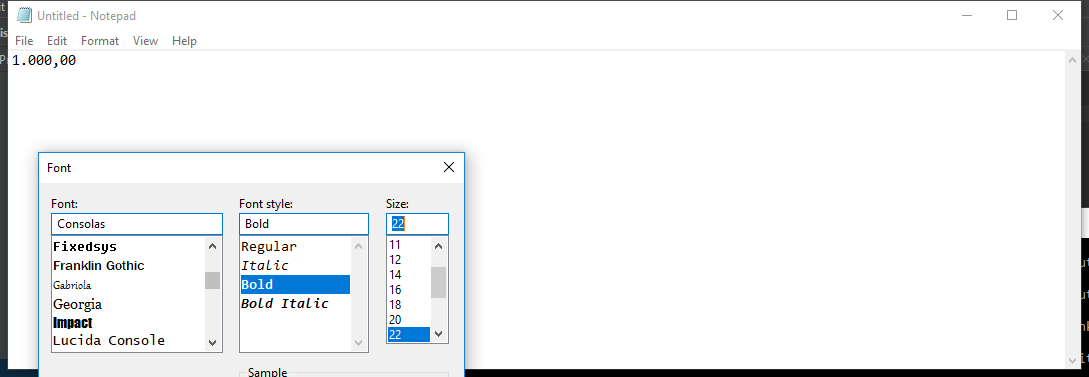 Untitled - Notepad
File Edit Format View Help
1.000,00
Font
Font: Font style: Size:
Consolas Bold 22
Fixedsys
Franklin Gothic
Gabriola
Georgia
Impact
Lucida Console
Regular
Italic
Bold
Bold Italic
11
12
14
16
18
20
22
Sample